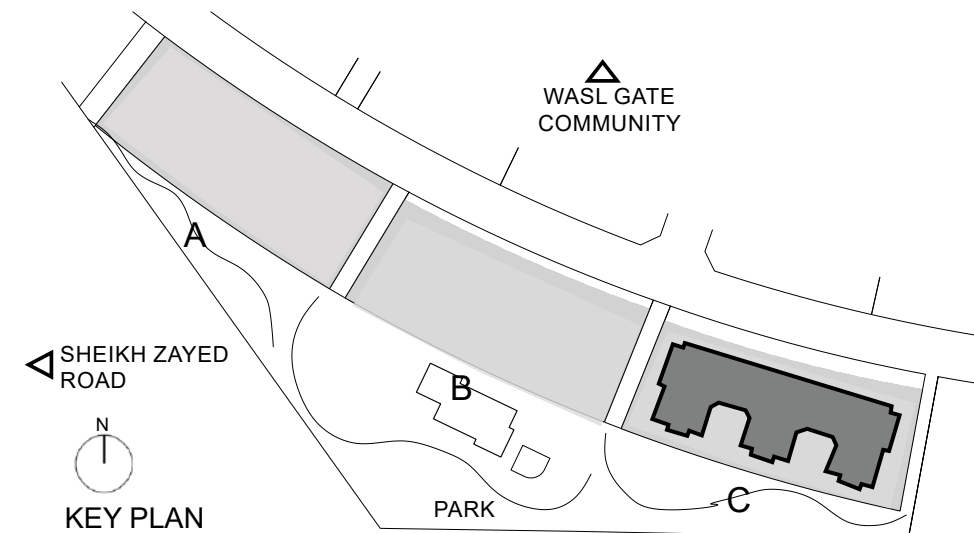 WASL GATE
COMMUNITY
A
SHEIKH ZAYED
ROAD
B
N
KEY PLAN
PARK
C